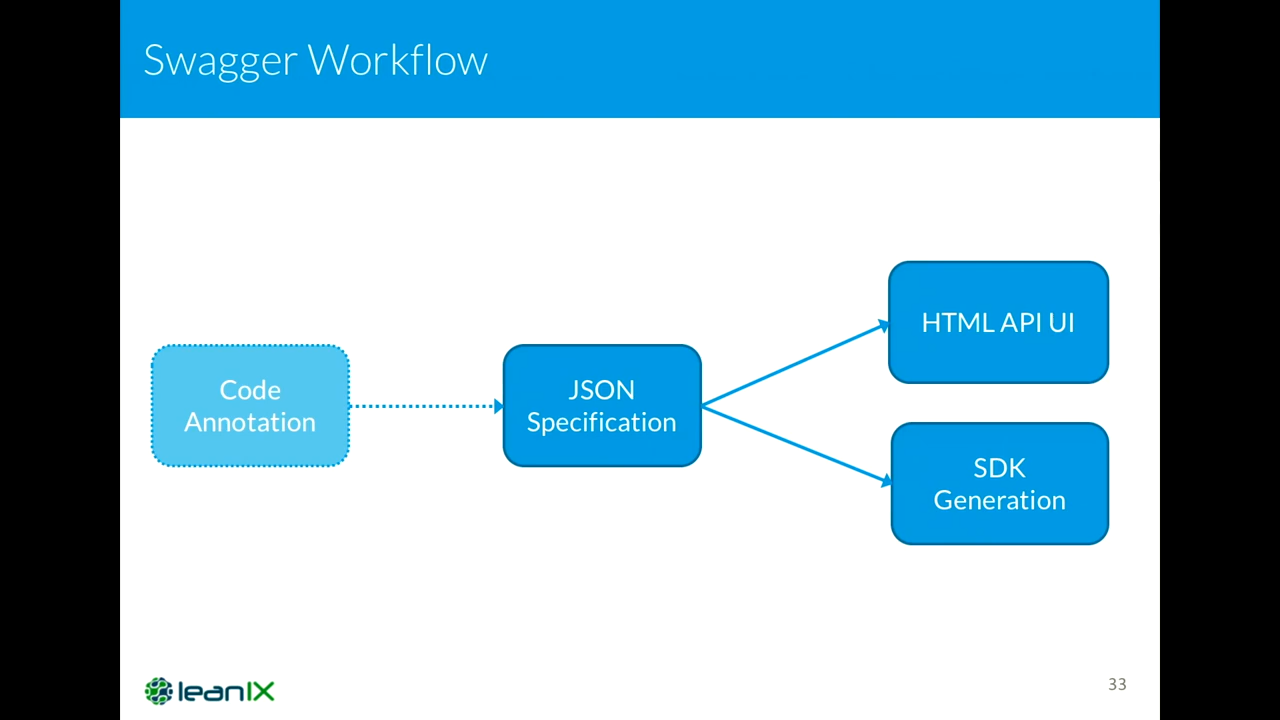 Swagger Workflow
Code
Annotation
JSON
Specification
HTML API UI
SDK
Generation
leanIX
33